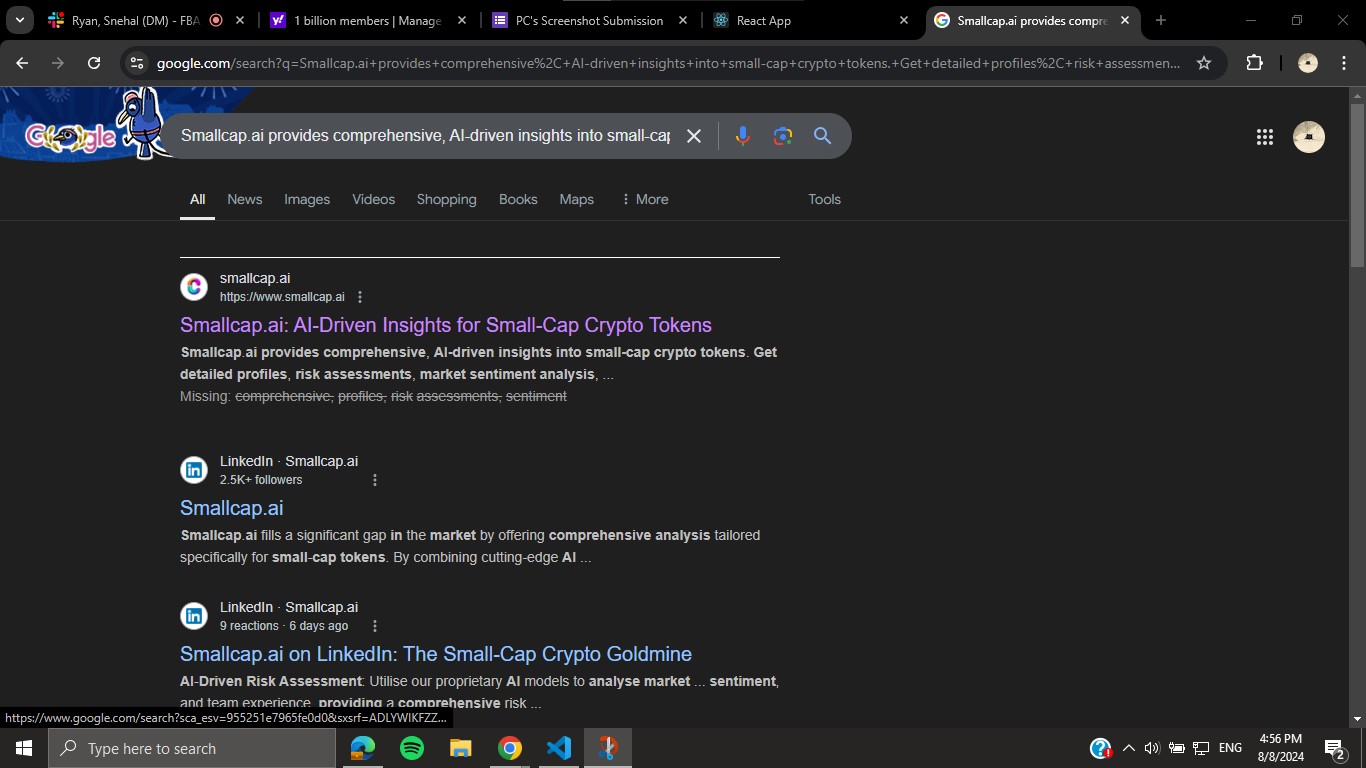 Ryan, Snehal (DM) - FBA
1 billion members | Manage
PC's Screenshot Submission
React App
Smallcap.ai provides compre
google.com/search?q=Smallcap.ai+provides+comprehensive%2C+AI-driven+insights+into+small-cap+crypto+tokens.+Get+detailed+profiles%2C+risk+assessmen...
Google
Smallcap.ai provides comprehensive, AI-driven insights into small-cap
All News Images Videos Shopping Books Maps More Tools
smallcap.ai
https://www.smallcap.ai
Smallcap.ai: AI-Driven Insights for Small-Cap Crypto Tokens
Smallcap.ai provides comprehensive, AI-driven insights into small-cap crypto tokens. Get
detailed profiles, risk assessments, market sentiment analysis, ...
Missing: comprehensive, profiles, risk assessments, sentiment
LinkedIn · Smallcap.ai
2.5K+ followers
Smallcap.ai
Smallcap.ai fills a significant gap in the market by offering comprehensive analysis tailored
specifically for small-cap tokens. By combining cutting-edge AI ...
LinkedIn · Smallcap.ai
9 reactions · 6 days ago
Smallcap.ai on LinkedIn: The Small-Cap Crypto Goldmine
AI-Driven Risk Assessment: Utilise our proprietary AI models to analyse market ... sentiment,
and team experience, providing a comprehensive risk ...
https://www.google.com/search?sca_esv=955251e7965fe0d0&sxsrf=ADLYWIKFZZ...
Type here to search
ENG
4:56 PM
8/8/2024
2